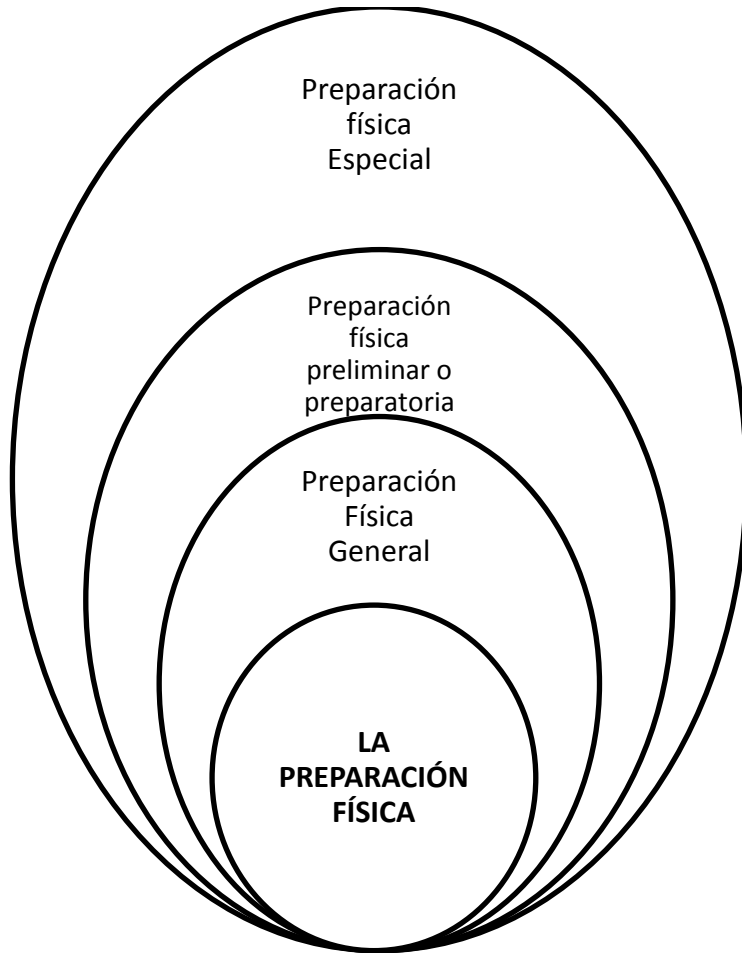 Preparación
física
Especial
Preparación
física
preliminar o
preparatoria
Preparación
Física
General
LA
PREPARACIÓN
FÍSICA